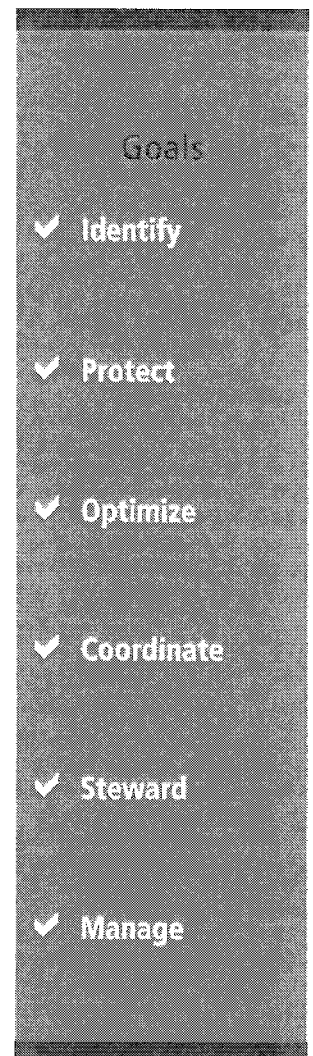 Goals
Identify
Protect
Optimize
Coordinate
Steward
Manage